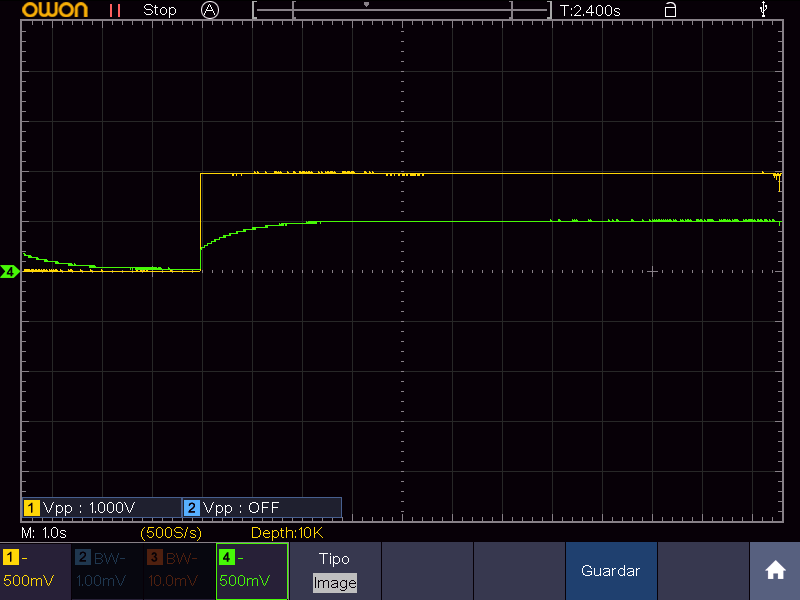 OWON Stop A T:2.400s
4
1 Vpp : 1.000V 2 Vpp : OFF
M: 1.0s (500S/s) Depth:10K
1 - 2 BW- 3 BW- 4 - Tipo
500mV 1.00mV 10.0mV 500mV Image Guardar